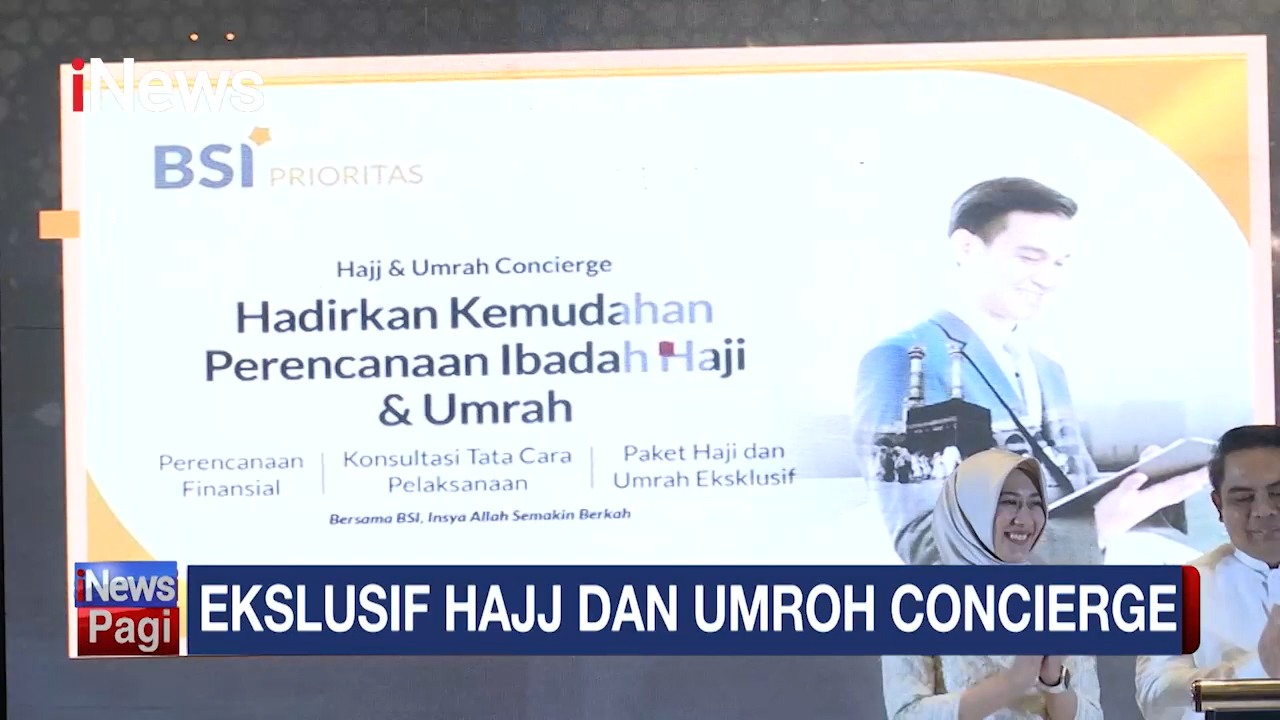 iNews
BSI PRIORITAS
Hajj & Umrah Concierge
Hadirkan Kemudahan
Perencanaan Ibadah Haji
& Umrah
Perencanaan
Finansial
Konsultasi Tata Cara
Pelaksanaan
Paket Haji dan
Umrah Eksklusif
Bersama BSI, Insya Allah Semakin Berkah
iNews
Pagi
EKSLUSIF HAJJ DAN UMROH CONCIERGE